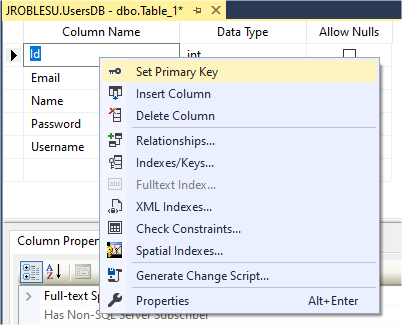 JROBLESU.UsersDB - dbo.Table_1*
Column Name Data Type Allow Nulls
Id int
Email
Name
Password
Username
Set Primary Key
Insert Column
Delete Column
Relationships...
Indexes/Keys...
Fulltext Index...
XML Indexes...
Check Constraints...
Spatial Indexes...
Generate Change Script...
Properties Alt+Enter
Column Proper
Full-text Sp
Has Non-SQL Server Subscriber